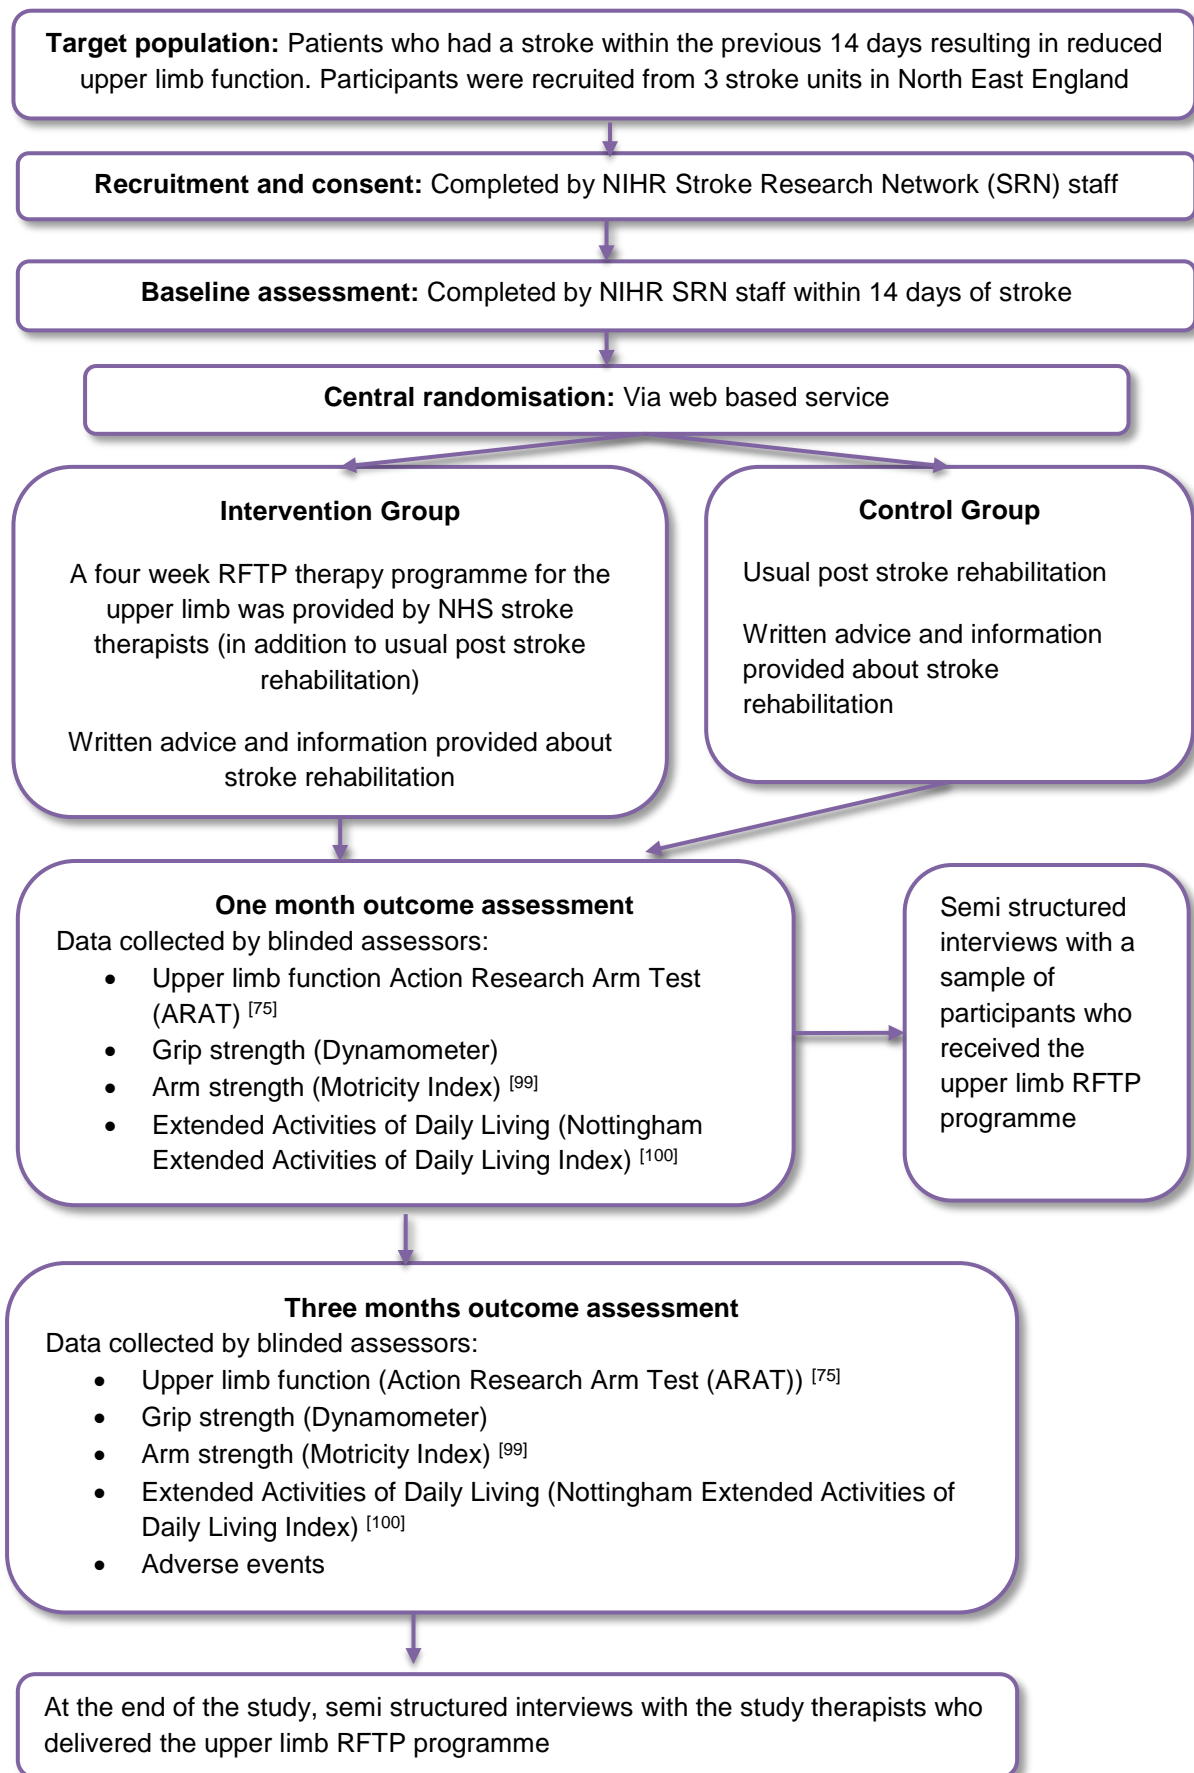 Target population: Patients who had a stroke within the previous 14 days resulting in reduced
upper limb function. Participants were recruited from 3 stroke units in North East England
Recruitment and consent: Completed by NIHR Stroke Research Network (SRN) staff
Baseline assessment: Completed by NIHR SRN staff within 14 days of stroke
Central randomisation: Via web based service
Intervention Group
A four week RFTP therapy programme for the
upper limb was provided by NHS stroke
therapists (in addition to usual post stroke
rehabilitation)
Written advice and information provided about
stroke rehabilitation
Control Group
Usual post stroke rehabilitation
Written advice and information
provided about stroke
rehabilitation
One month outcome assessment
Data collected by blinded assessors:
• Upper limb function Action Research Arm Test
(ARAT) [75]
• Grip strength (Dynamometer)
• Arm strength (Motricity Index) [99]
• Extended Activities of Daily Living (Nottingham
Extended Activities of Daily Living Index) [100]
Semi structured
interviews with a
sample of
participants who
received the
upper limb RFTP
programme
Three months outcome assessment
Data collected by blinded assessors:
• Upper limb function (Action Research Arm Test (ARAT)) [75]
• Grip strength (Dynamometer)
• Arm strength (Motricity Index) [99]
• Extended Activities of Daily Living (Nottingham Extended Activities of
Daily Living Index) [100]
• Adverse events
At the end of the study, semi structured interviews with the study therapists who
delivered the upper limb RFTP programme